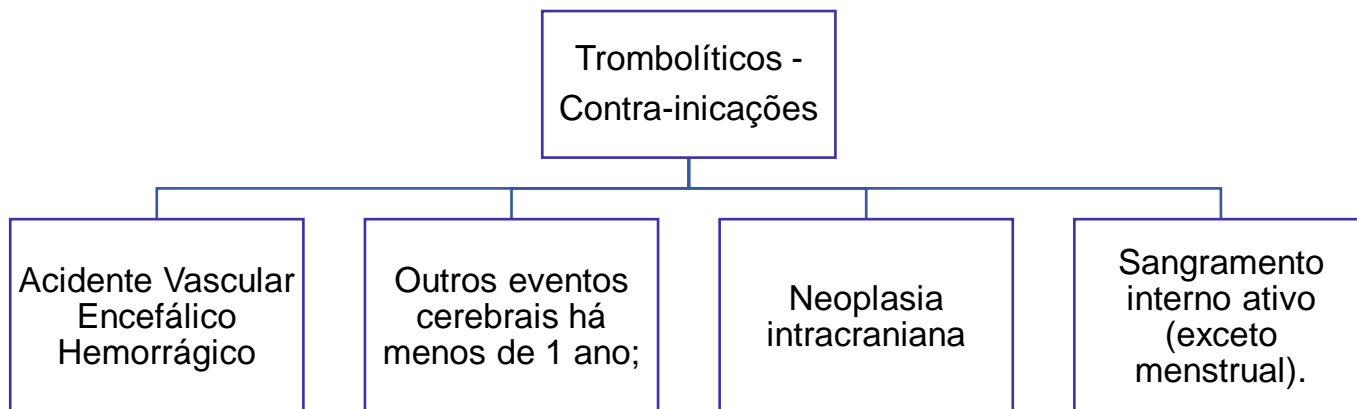 Trombolíticos -
Contra-inicações
Acidente Vascular
Encefálico
Hemorrágico
Outros eventos
cerebrais há
menos de 1 ano;
Neoplasia
intracraniana
Sangramento
interno ativo
(exceto
menstrual).